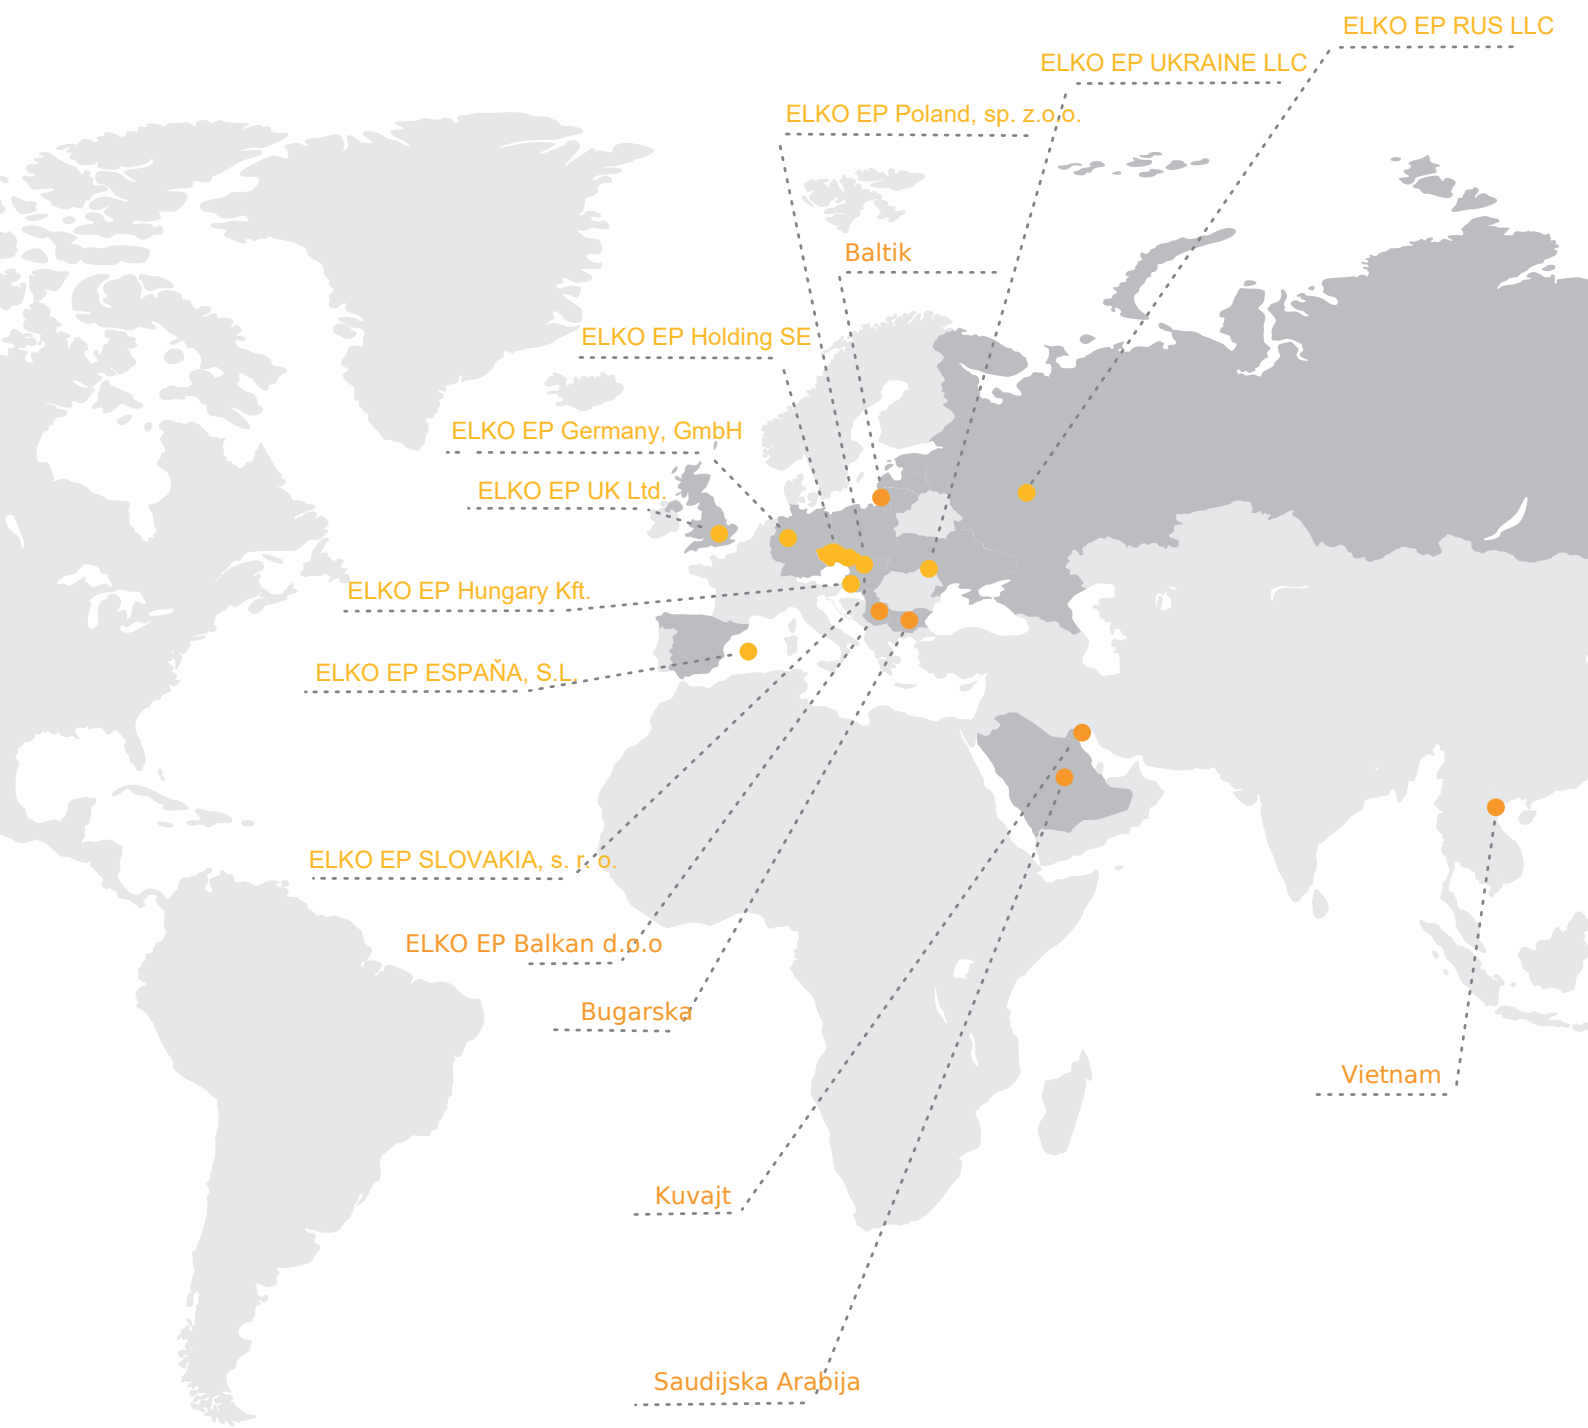 ELKO EP RUS LLC
ELKO EP UKRAINE LLC
ELKO EP Poland, sp. z.o.o.
Baltik
ELKO EP Holding SE
ELKO EP Germany, GmbH
ELKO EP UK Ltd.
ELKO EP Hungary Kft.
ELKO EP ESPAŇA, S.L.
ELKO EP SLOVAKIA, s. r. o.
ELKO EP Balkan d.o.o
Bugarska
Vietnam
Kuvajt
Saudijska Arabija